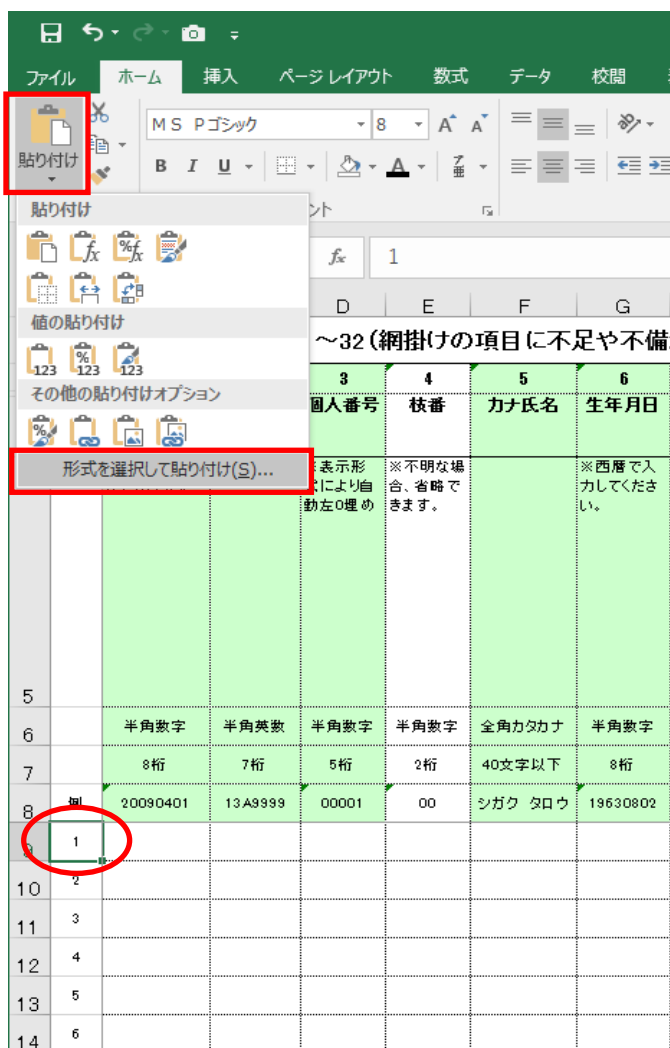 ファイル ホーム 挿入 ページ レイアウト 数式 データ 校閲
貼り付け
MS Pゴシック 8 A A
B I U A 亜
貼り付け
fx %fx
値の貼り付け
123 %123 123
その他の貼り付けオプション
形式を選択して貼り付け(S)...
ント
fx 1
D E F G
～32(網掛けの項目に不足や不備
3 4 5 6
個人番号 枝番 カナ氏名 生年月日
※表示形 ※不明な場 ※西暦で入
式により自 合、省略で 力してくださ
動左0埋め きます。 い。
5
6 半角数字 半角英数 半角数字 半角数字 全角カタカナ 半角数字
7 8桁 7桁 5桁 2桁 40文字以下 8桁
8 例 20090401 13A9999 00001 00 シガク タロウ 19630802
9 1
10 2
11 3
12 4
13 5
14 6